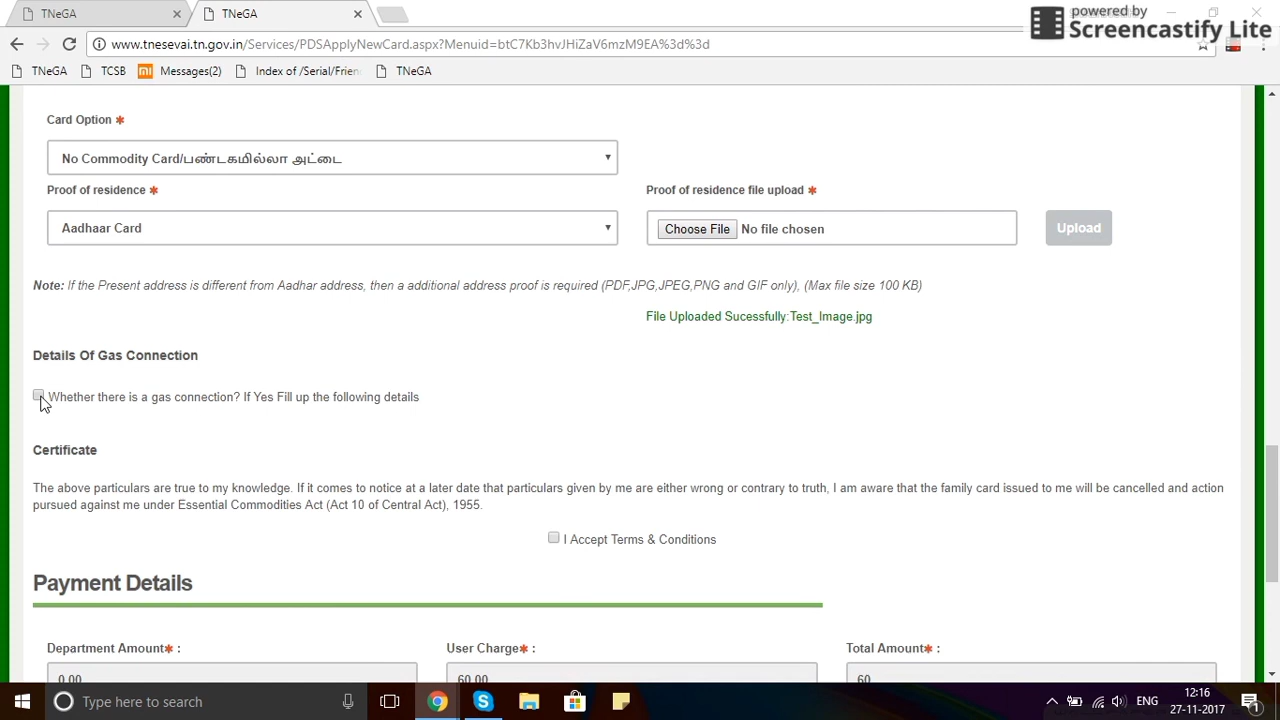 TNeGA
TNeGA
powered by
Screencastify Lite
www.tnesevai.tn.gov.in/Services/PDSApplyNewCard.aspx?Menuid=btC7Kb3hvJHiZaV6mzM9EA%3d%3d
TNeGA TCSB Messages(2) Index of /Serial/Frien TNeGA
Card Option *
No Commodity Card/பண்டகமில்லா அட்டை
Proof of residence * Proof of residence file upload *
Aadhaar Card Choose File No file chosen Upload
Note: If the Present address is different from Aadhar address, then a additional address proof is required (PDF,JPG,JPEG,PNG and GIF only), (Max file size 100 KB)
File Uploaded Sucessfully:Test_Image.jpg
Details Of Gas Connection
Whether there is a gas connection? If Yes Fill up the following details
Certificate
The above particulars are true to my knowledge. If it comes to notice at a later date that particulars given by me are either wrong or contrary to truth, I am aware that the family card issued to me will be cancelled and action
pursued against me under Essential Commodities Act (Act 10 of Central Act), 1955.
I Accept Terms & Conditions
Payment Details
Department Amount* : User Charge* : Total Amount* :
0.00 60.00 60
Type here to search ENG 12:16
27-11-2017